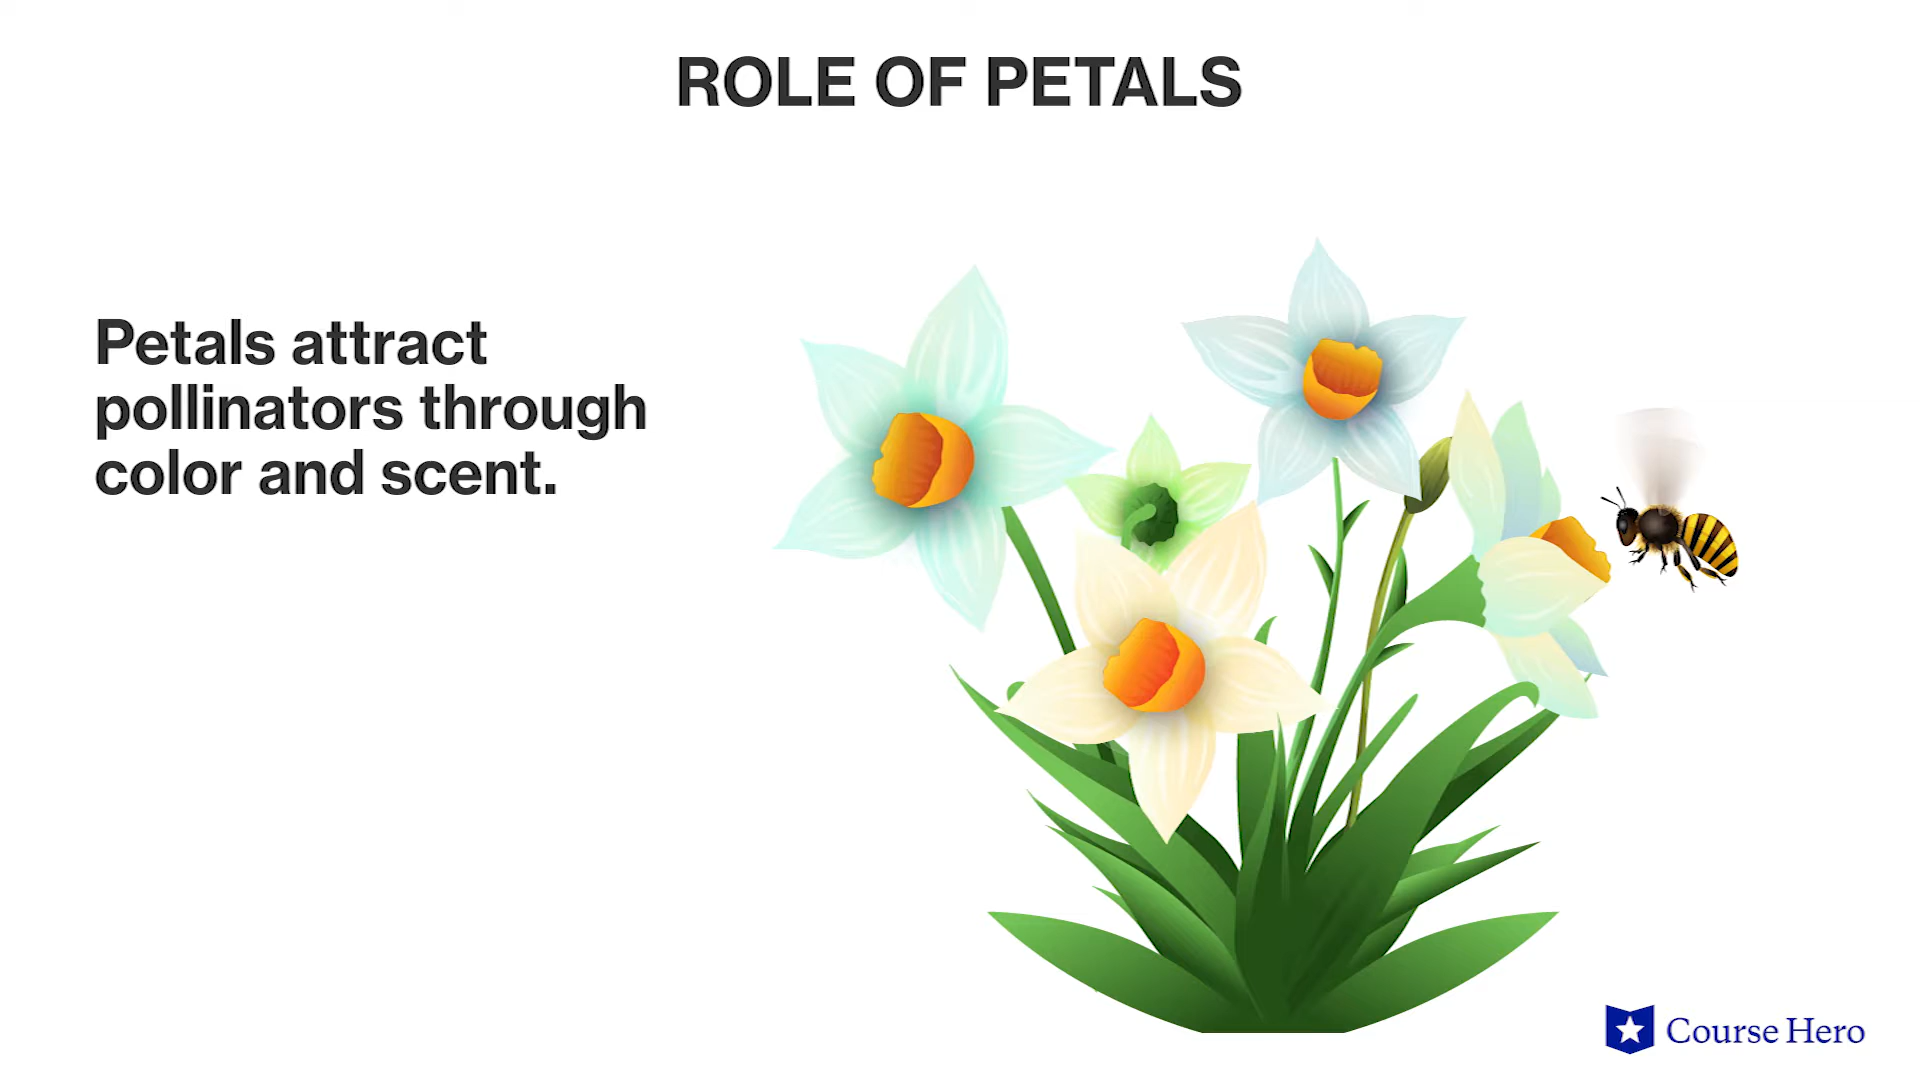 ROLE OF PETALS
Petals attract
pollinators through
color and scent.
Course Hero